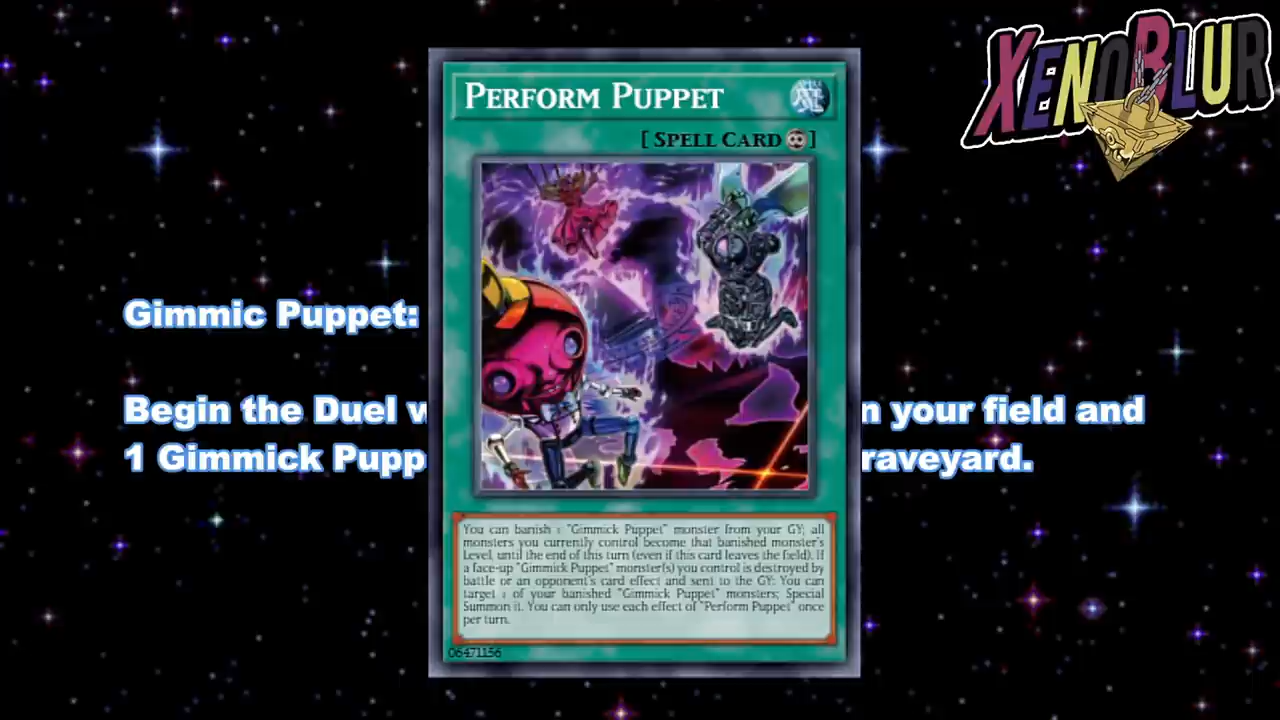 XENOBLUR
PERFORM PUPPET
[ SPELL CARD ]
Gimmic Puppet:
Begin the Duel w
n your field and
1 Gimmick Pupp
raveyard.
You can banish 1 "Gimmick Puppet" monster from your GY; all
monsters you currently control become that banished monster's
Level, until the end of this turn (even if this card leaves the field). If
a face-up "Gimmick Puppet" monster(s) you control is destroyed by
battle or an opponent's card effect and sent to the GY: You can
target 1 of your banished "Gimmick Puppet" monsters; Special
Summon it. You can only use each effect of "Perform Puppet" once
per turn.
06471156